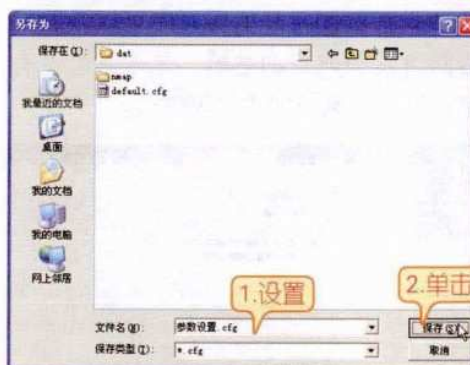 另存为
保存在(I):
dat
nmap
default.cfg
我最近的文档
桌面
我的文档
我的电脑
网上邻居
1.设置
2.单击
文件名(N):
参数设置.cfg
保存(S)
保存类型(T):
*.cfg
取消